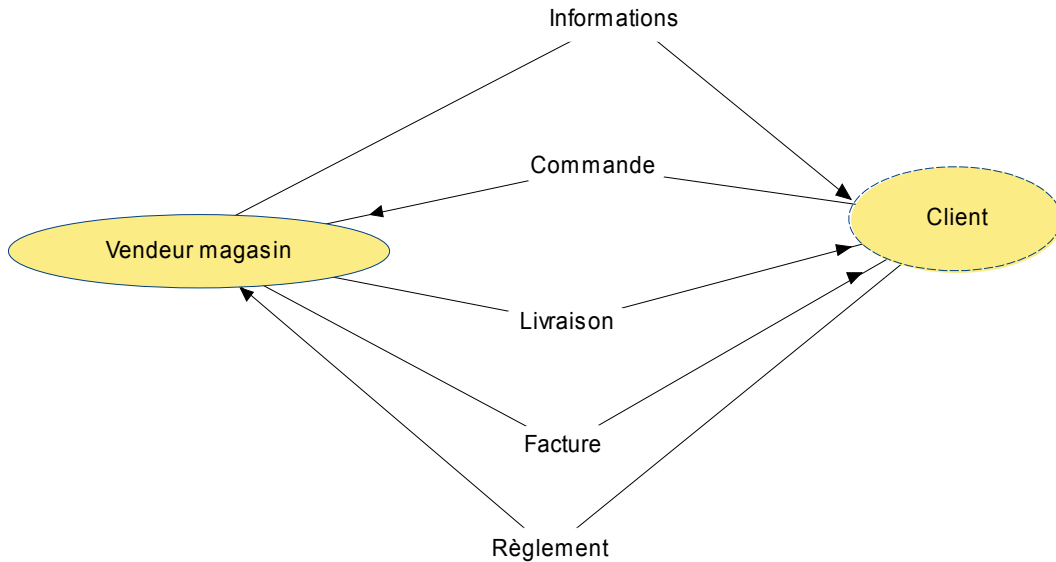 Informations
Commande
Client
Vendeur magasin
Livraison
Facture
Règlement